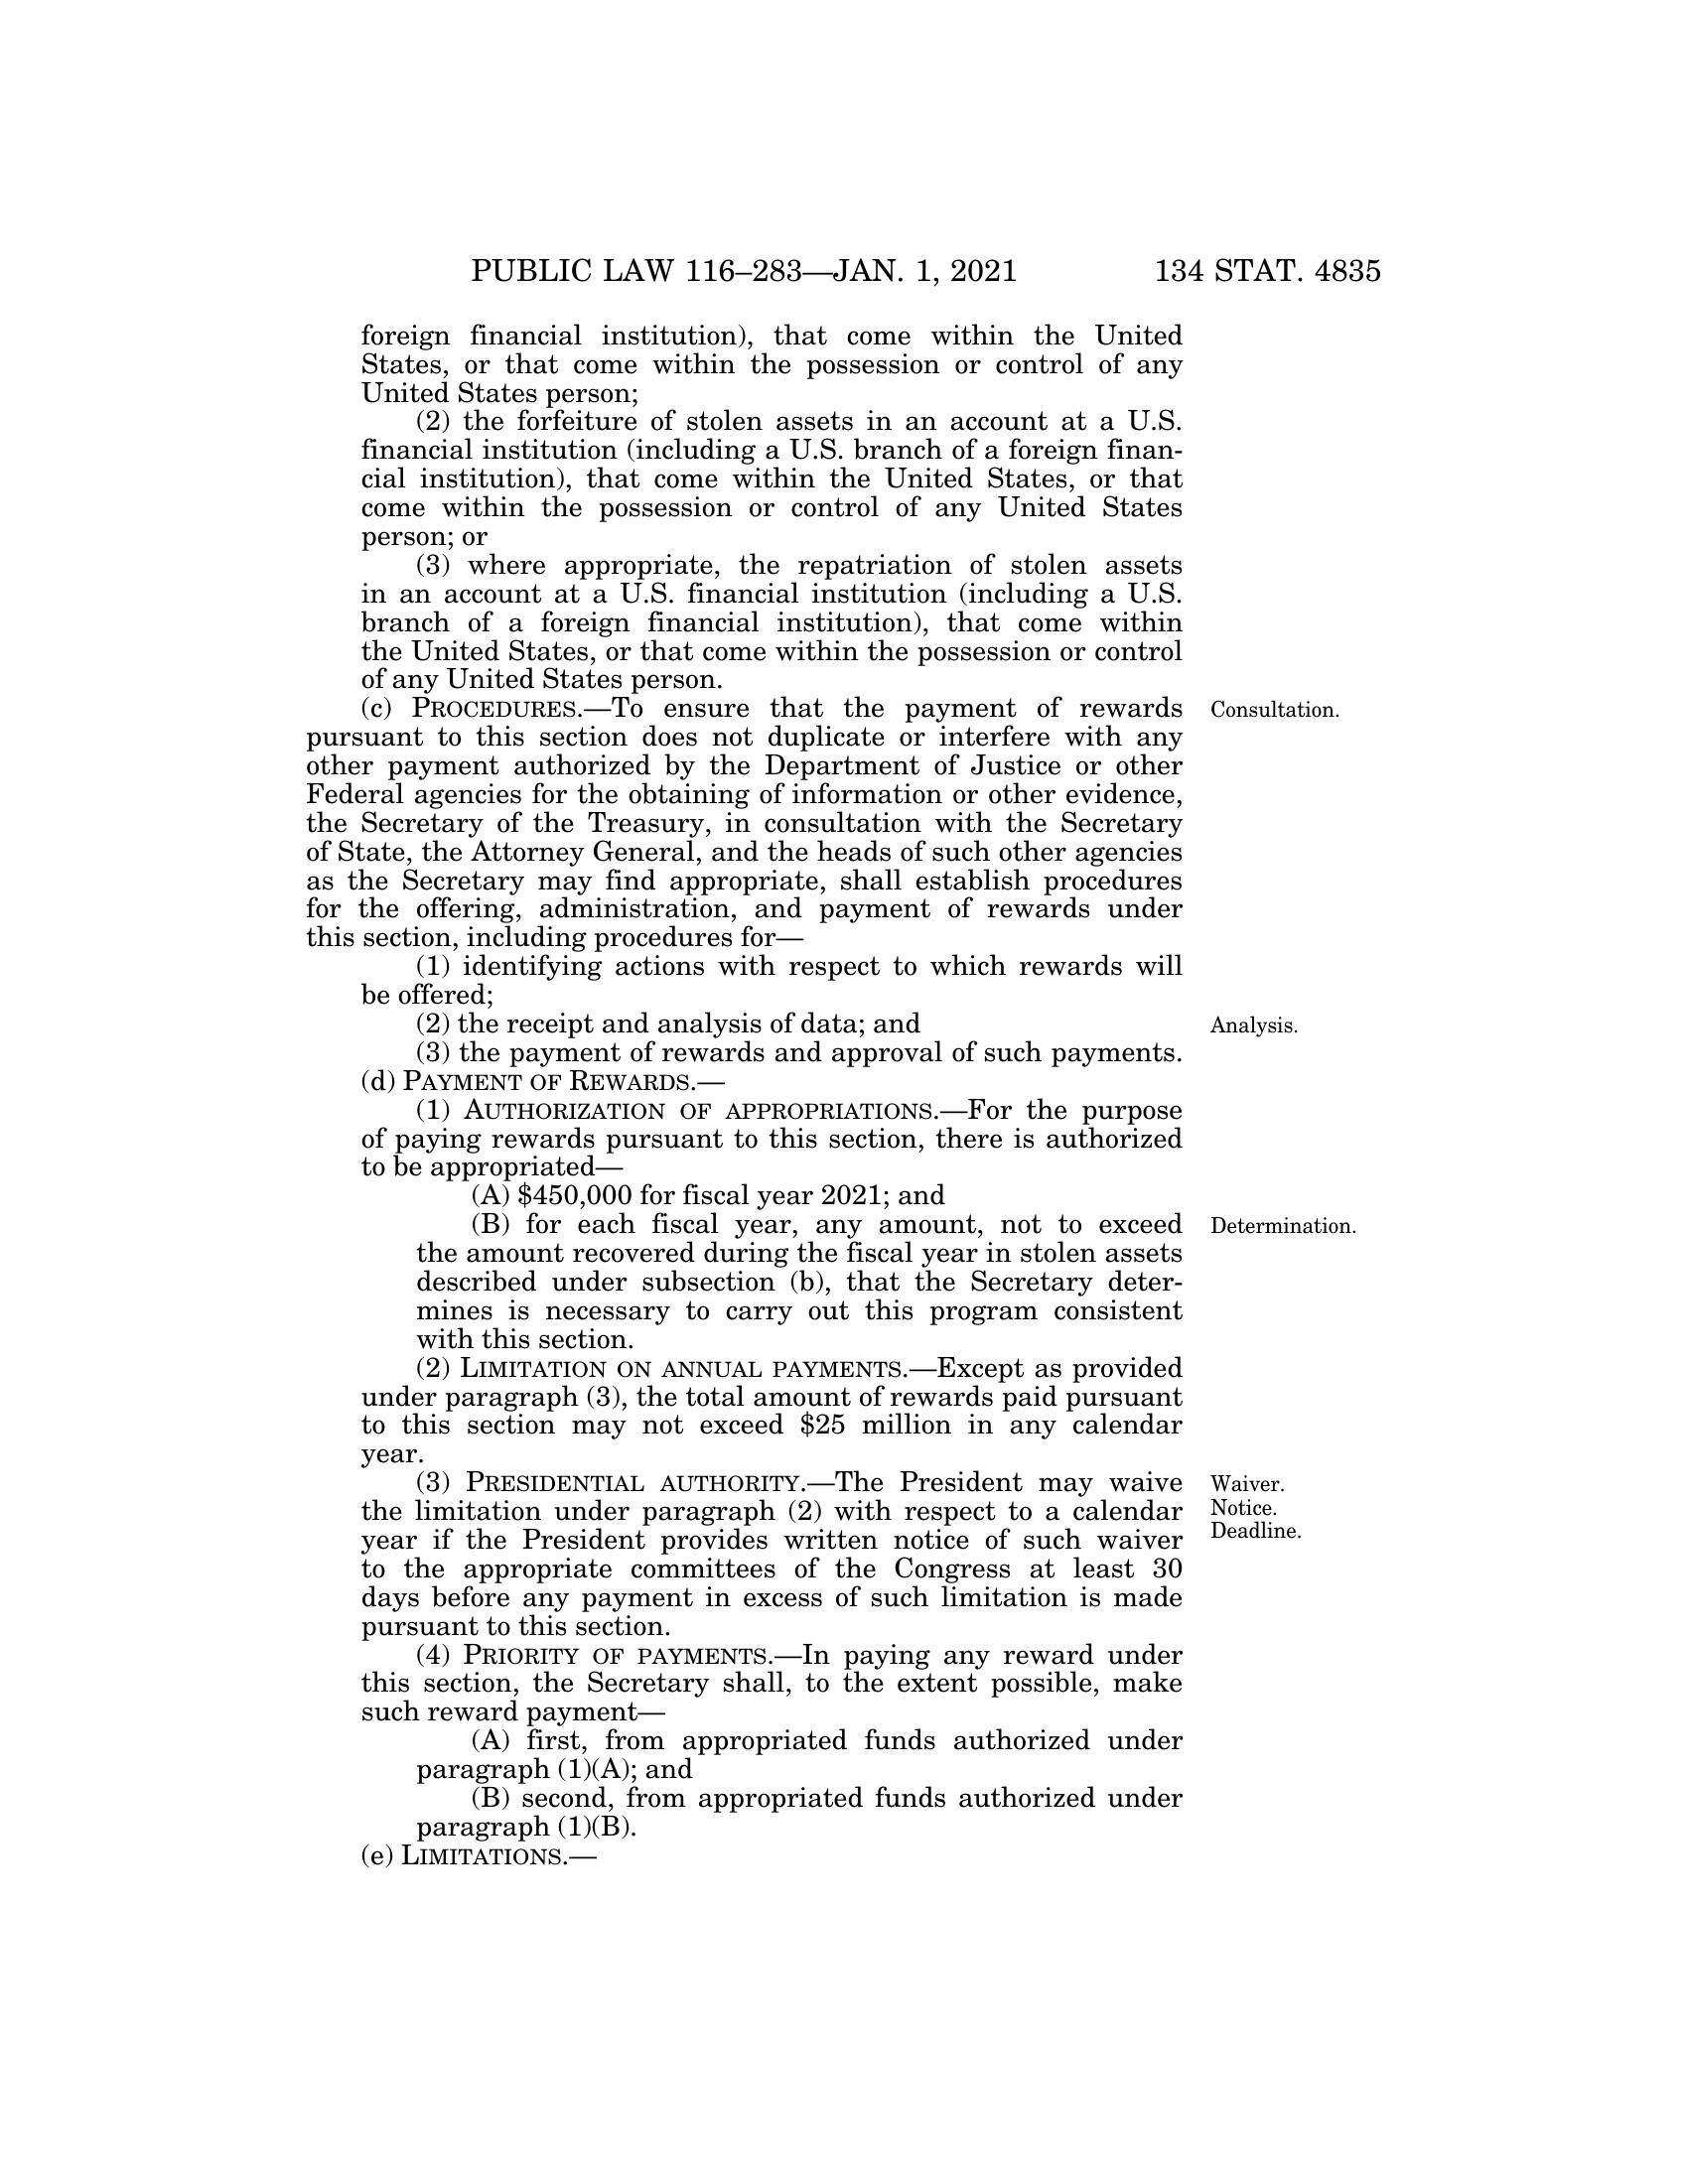 PUBLIC LAW 116–283—JAN. 1, 2021
134 STAT. 4835
foreign financial institution), that come within the United
States, or that come within the possession or control of any
United States person;
(2) the forfeiture of stolen assets in an account at a U.S.
financial institution (including a U.S. branch of a foreign finan-
cial institution), that come within the United States, or that
come within the possession or control of any United States
person; or
(3) where appropriate, the repatriation of stolen assets
in an account at a U.S. financial institution (including a U.S.
branch of a foreign financial institution), that come within
the United States, or that come within the possession or control
of any United States person.
(c) PROCEDURES.—To ensure that the payment of rewards
Consultation.
pursuant to this section does not duplicate or interfere with any
other payment authorized by the Department of Justice or other
Federal agencies for the obtaining of information or other evidence,
the Secretary of the Treasury, in consultation with the Secretary
of State, the Attorney General, and the heads of such other agencies
as the Secretary may find appropriate, shall establish procedures
for the offering, administration, and payment of rewards under
this section, including procedures for—
(1) identifying actions with respect to which rewards will
be offered;
(2) the receipt and analysis of data; and
Analysis.
(3) the payment of rewards and approval of such payments.
(d) PAYMENT OF REWARDS.—
(1) AUTHORIZATION OF APPROPRIATIONS.—For the purpose
of paying rewards pursuant to this section, there is authorized
to be appropriated—
(A) $450,000 for fiscal year 2021; and
(B) for each fiscal year, any amount, not to exceed
Determination.
the amount recovered during the fiscal year in stolen assets
described under subsection (b), that the Secretary deter-
mines is necessary to carry out this program consistent
with this section.
(2) LIMITATION ON ANNUAL PAYMENTS.—Except as provided
under paragraph (3), the total amount of rewards paid pursuant
to this section may not exceed $25 million in any calendar
year.
(3) PRESIDENTIAL AUTHORITY.—The President may waive
Waiver.
the limitation under paragraph (2) with respect to a calendar
Notice.
year if the President provides written notice of such waiver
Deadline.
to the appropriate committees of the Congress at least 30
days before any payment in excess of such limitation is made
pursuant to this section.
(4) PRIORITY OF PAYMENTS.—In paying any reward under
this section, the Secretary shall, to the extent possible, make
such reward payment—
(A) first, from appropriated funds authorized under
paragraph (1)(A); and
(B) second, from appropriated funds authorized under
paragraph (1)(B).
(e) LIMITATIONS.—